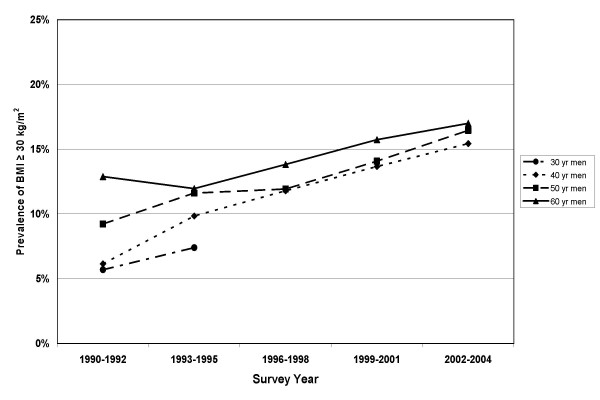 25%
20%
15%
10%
5%
0%
Prevalence of BMI ≥ 30 kg/m²
1990-1992 1993-1995 1996-1998 1999-2001 2002-2004
Survey Year
30 yr men
40 yr men
50 yr men
60 yr men